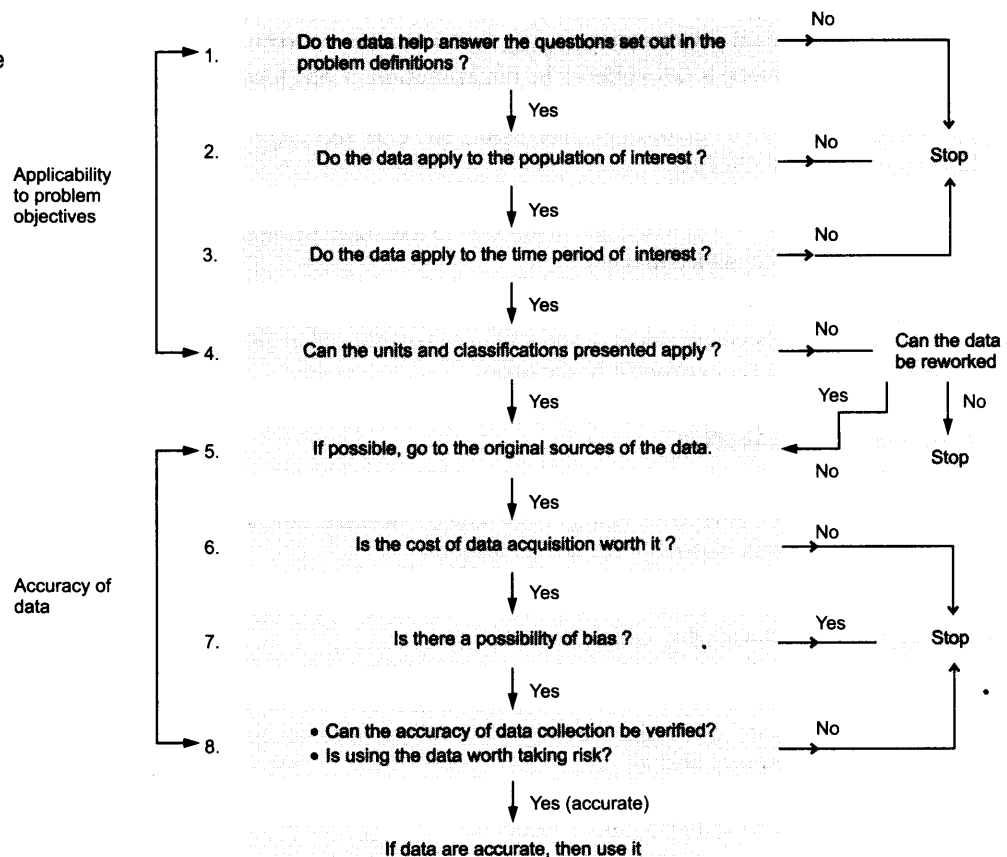 e
No
1. Do the data help answer the questions set out in the
problem definitions ?
Yes
2. Do the data apply to the population of interest ? No Stop
Applicability
to problem
objectives
Yes
3. Do the data apply to the time period of interest ? No
Yes
4. Can the units and classifications presented apply ? No
Can the data
be reworked
Yes
Yes
No
5. If possible, go to the original sources of the data.
No
Stop
Yes
6. Is the cost of data acquisition worth it ? No
Accuracy of
data
Yes
7. Is there a possibility of bias ? Yes Stop
Yes
8. • Can the accuracy of data collection be verified? No
• Is using the data worth taking risk?
Yes (accurate)
If data are accurate, then use it